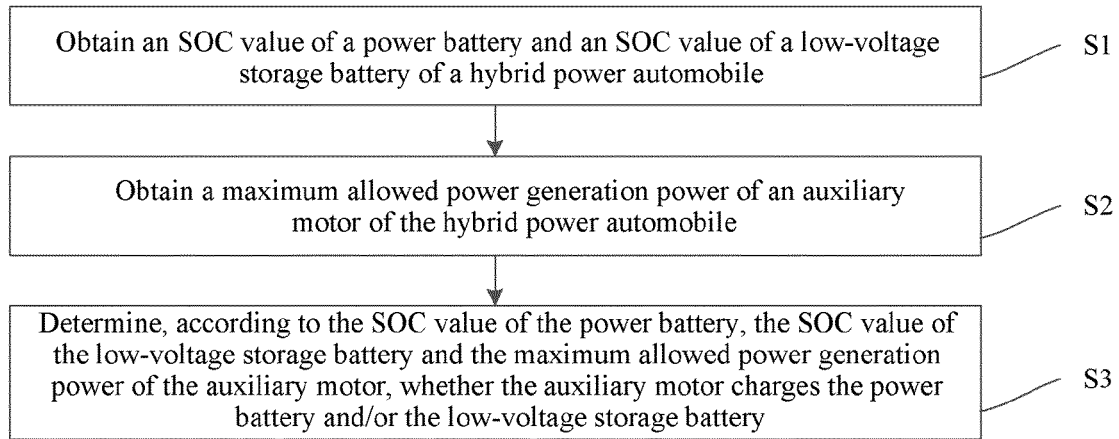 Obtain an SOC value of a power battery and an SOC value of a low-voltage
storage battery of a hybrid power automobile
S1
Obtain a maximum allowed power generation power of an auxiliary
motor of the hybrid power automobile
S2
Determine, according to the SOC value of the power battery, the SOC value of
the low-voltage storage battery and the maximum allowed power generation
power of the auxiliary motor, whether the auxiliary motor charges the power
battery and/or the low-voltage storage battery
S3